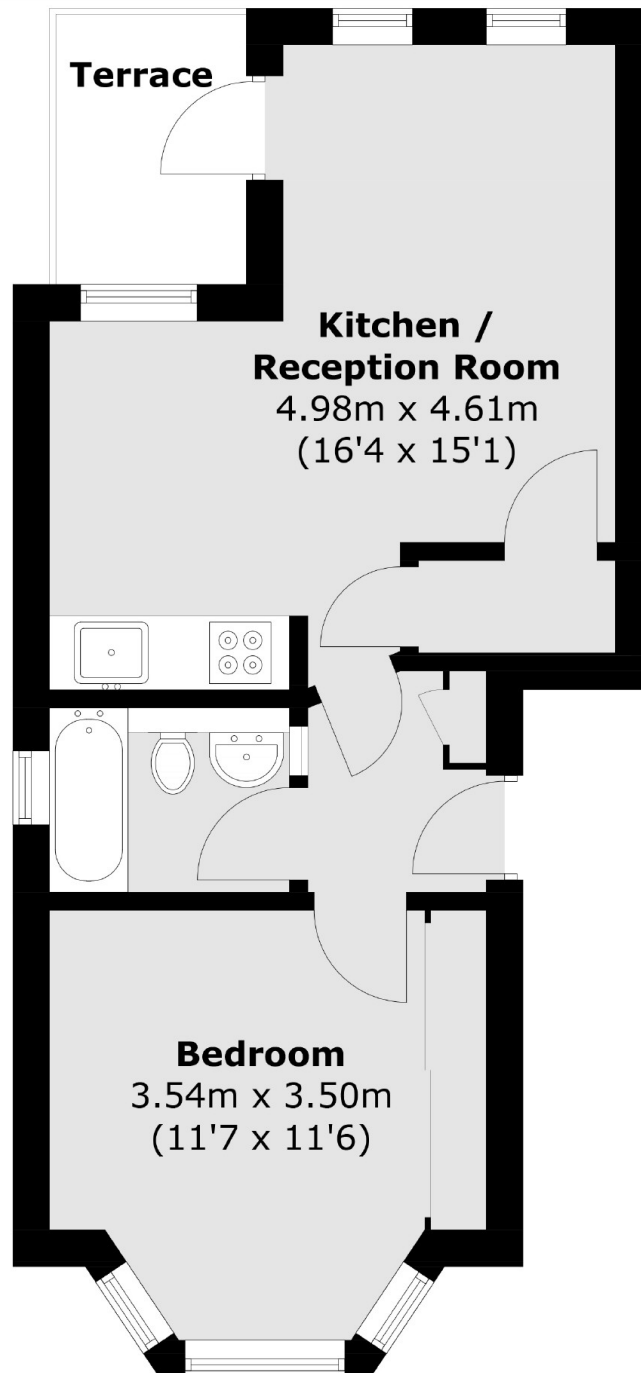 Terrace
Kitchen /
Reception Room
4.98m x 4.61m
(16'4 x 15'1)
Bedroom
3.54m x 3.50m
(11'7 x 11'6)